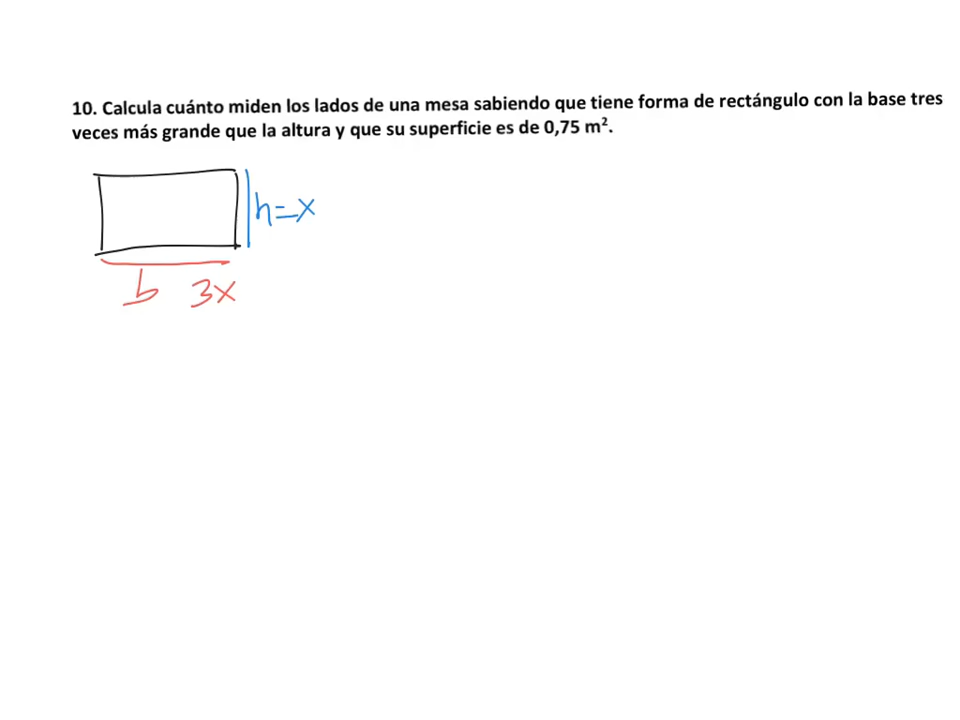 10. Calcula cuánto miden los lados de una mesa sabiendo que tiene forma de rectángulo con la base tres
veces más grande que la altura y que su superficie es de 0,75 m².
h=x
b 3x